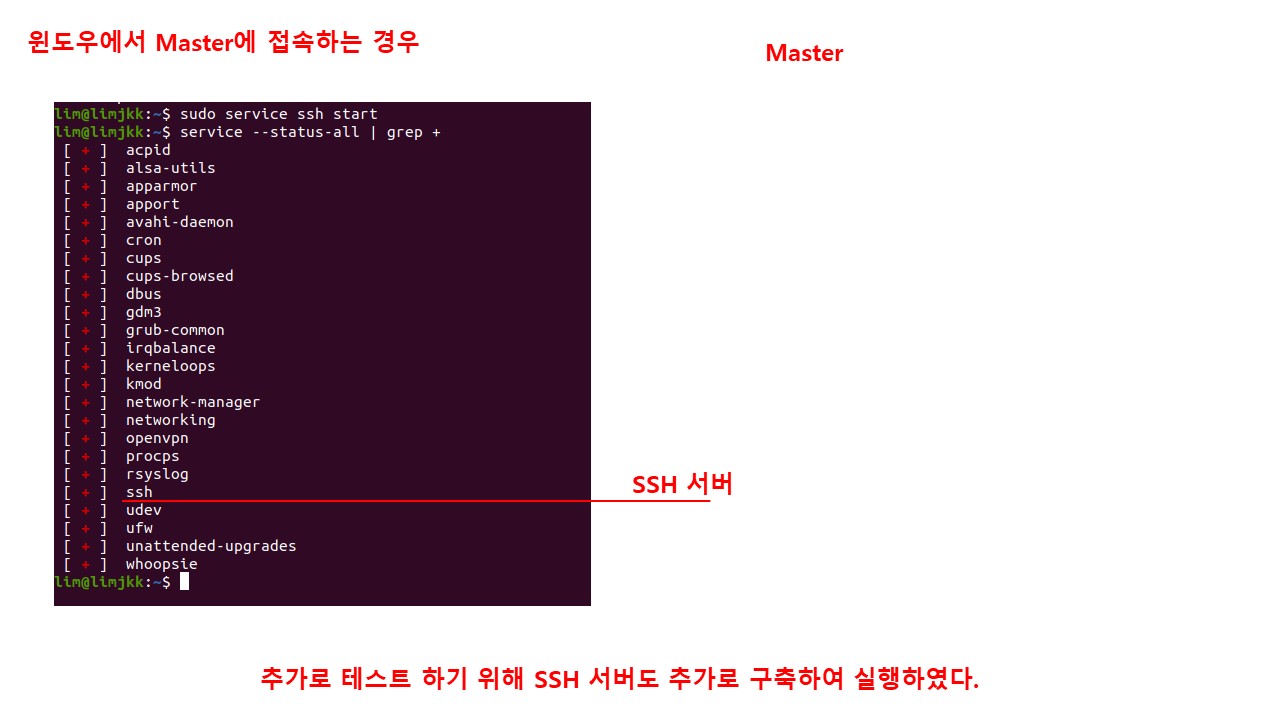 윈도우에서 Master에 접속하는 경우
Master
lim@limjkk:~$ sudo service ssh start
lim@limjkk:~$ service --status-all | grep +
[ + ]  acpid
[ + ]  alsa-utils
[ + ]  apparmor
[ + ]  apport
[ + ]  avahi-daemon
[ + ]  cron
[ + ]  cups
[ + ]  cups-browsed
[ + ]  dbus
[ + ]  gdm3
[ + ]  grub-common
[ + ]  irqbalance
[ + ]  kerneloops
[ + ]  kmod
[ + ]  network-manager
[ + ]  networking
[ + ]  openvpn
[ + ]  procps
[ + ]  rsyslog
[ + ]  ssh
SSH 서버
[ + ]  udev
[ + ]  ufw
[ + ]  unattended-upgrades
[ + ]  whoopsie
lim@limjkk:~$
추가로 테스트 하기 위해 SSH 서버도 추가로 구축하여 실행하였다.